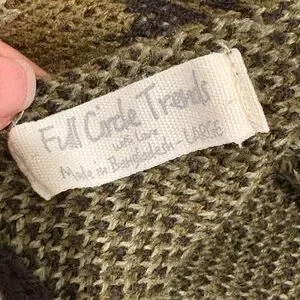 Full Circle Trends
with Love
Made in Bangladesh - LARGE